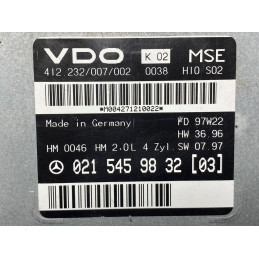 VDO K 02 MSE
412 232/007/002 0038 H10 S02
*M004271210022*
Made in Germany FD 97W22
HW 36.96
HM 0046 HM 2.0L 4 Zyl. SW 07.97
021 545 98 32 [03]